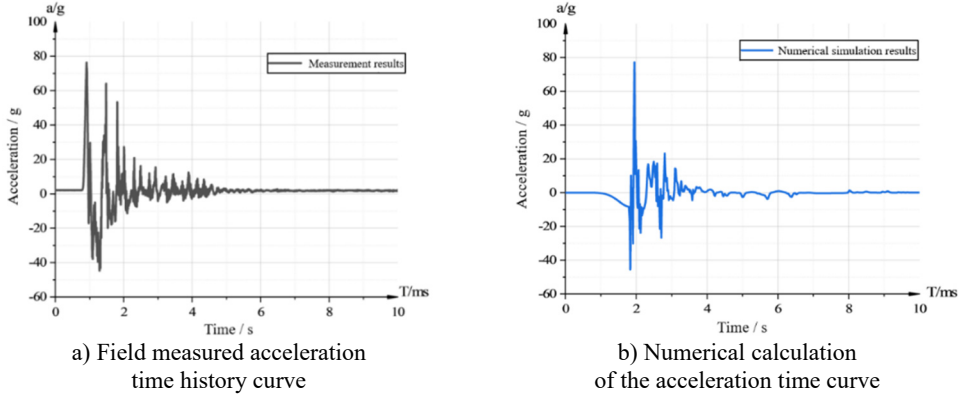 a/g
100
80
60
40
20
0
-20
-40
-60
Acceleration / g
Measurement results
0
2
4
6
8
10
T/ms
Time / s
a) Field measured acceleration
time history curve
a/g
100
80
60
40
20
0
-20
-40
-60
Acceleration / g
Numerical simulation results
0
2
4
6
8
10
T/ms
Time / s
b) Numerical calculation
of the acceleration time curve